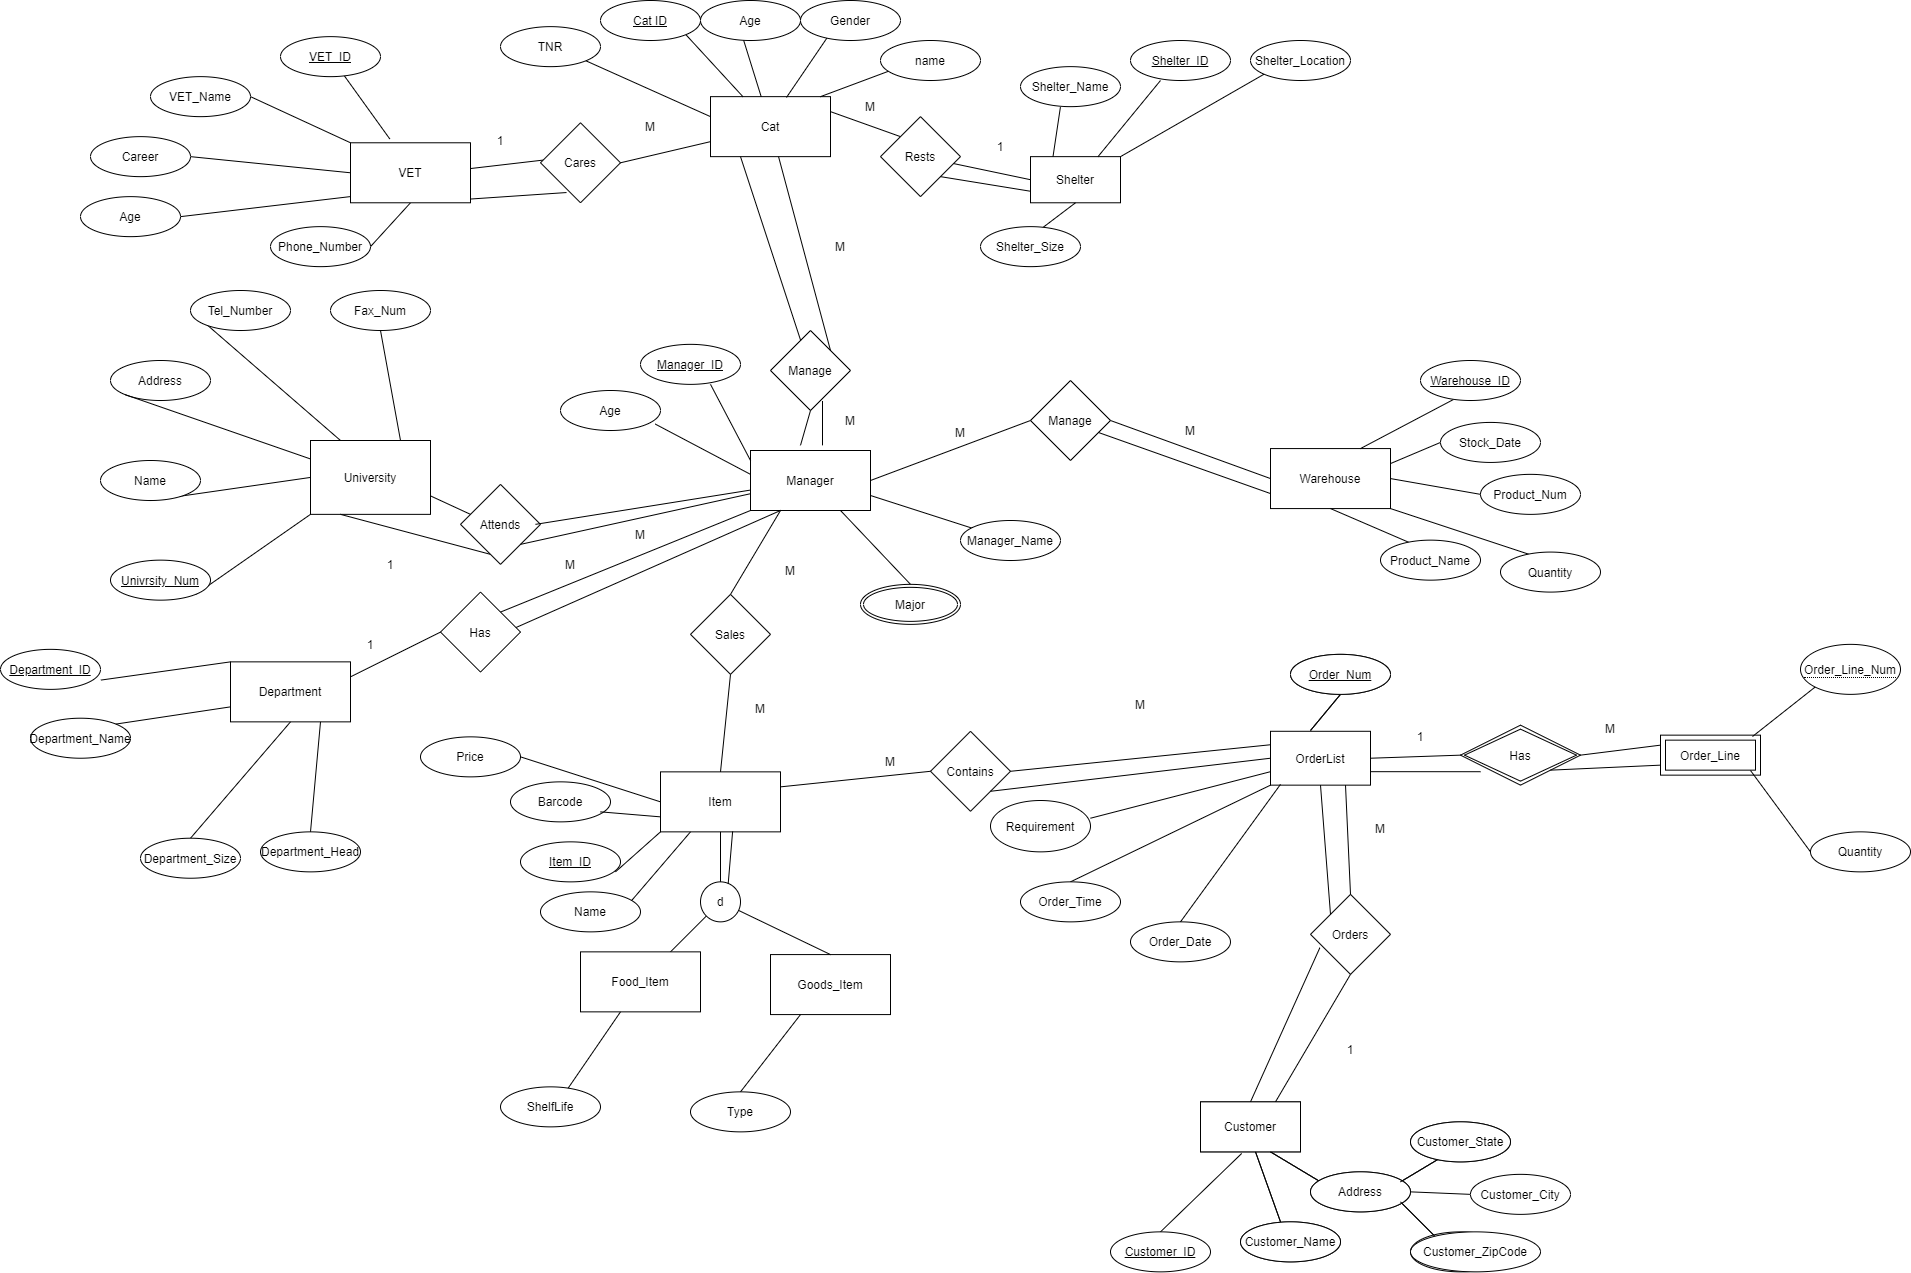 Cat ID
Age
Gender
TNR
name
VET_ID
Shelter_ID
Shelter_Location
Shelter_Name
VET_Name
M
Cat
1
M
Career
Cares
Rests
1
VET
Shelter
Age
Phone_Number
M
Shelter_Size
Tel_Number
Fax_Num
Manager_ID
Manage
Address
Warehouse_ID
Age
M
Manage
M
M
Stock_Date
University
Name
Manager
Warehouse
Product_Num
Attends
M
Manager_Name
Product_Name
1
M
M
Quantity
Univrsity_Num
Major
Has
Sales
1
Department_ID
Order_Num
Order_Line_Num
Department
M
M
Department_Name
1
M
Price
M
Contains
OrderList
Has
Order_Line
Barcode
Item
Requirement
M
Department_Size
Department_Head
Item_ID
Quantity
d
Order_Time
Name
Orders
Order_Date
Food_Item
Goods_Item
1
ShelfLife
Type
Customer
Customer_State
Address
Customer_City
Customer_ID
Customer_Name
Customer_ZipCode